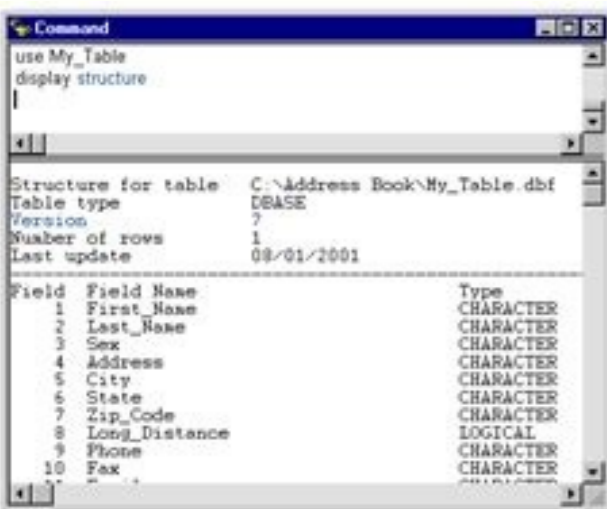 Command
use My_Table
display structure
Structure for table C:\Address Book\My_Table.dbf
Table type DBASE
Version 7
Number of rows 1
Last update 08/01/2001
Field Field Name Type
1 First_Name CHARACTER
2 Last_Name CHARACTER
3 Sex CHARACTER
4 Address CHARACTER
5 City CHARACTER
6 State CHARACTER
7 Zip_Code CHARACTER
8 Long_Distance LOGICAL
9 Phone CHARACTER
10 Fax CHARACTER